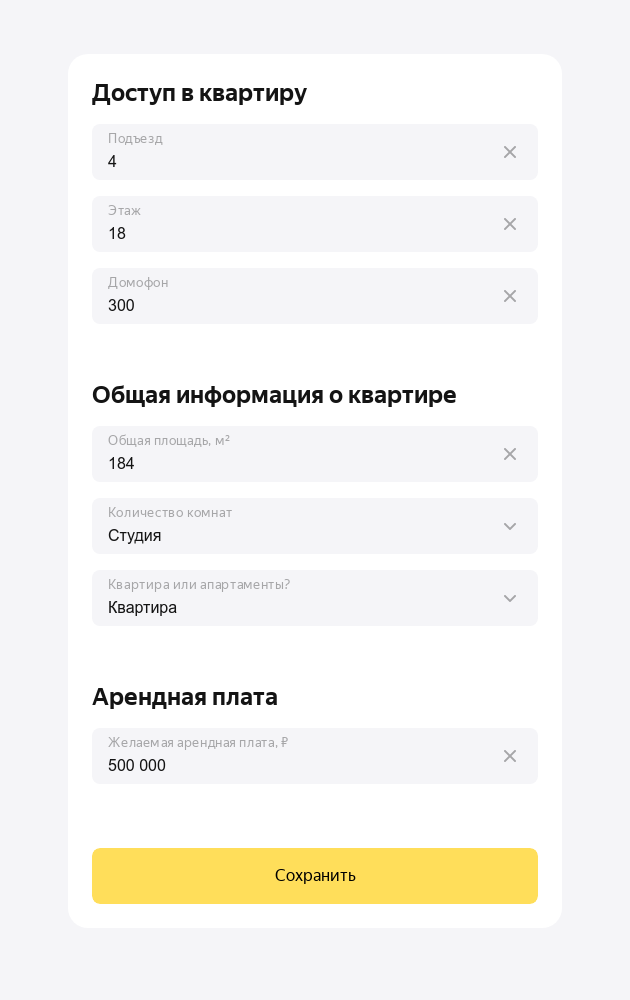 Доступ в квартиру
Подъезд
4
Этаж
18
Домофон
300
Общая информация о квартире
Общая площадь, м²
184
Количество комнат
Студия
Квартира или апартаменты?
Квартира
Арендная плата
Желаемая арендная плата, ₽
500 000
Сохранить